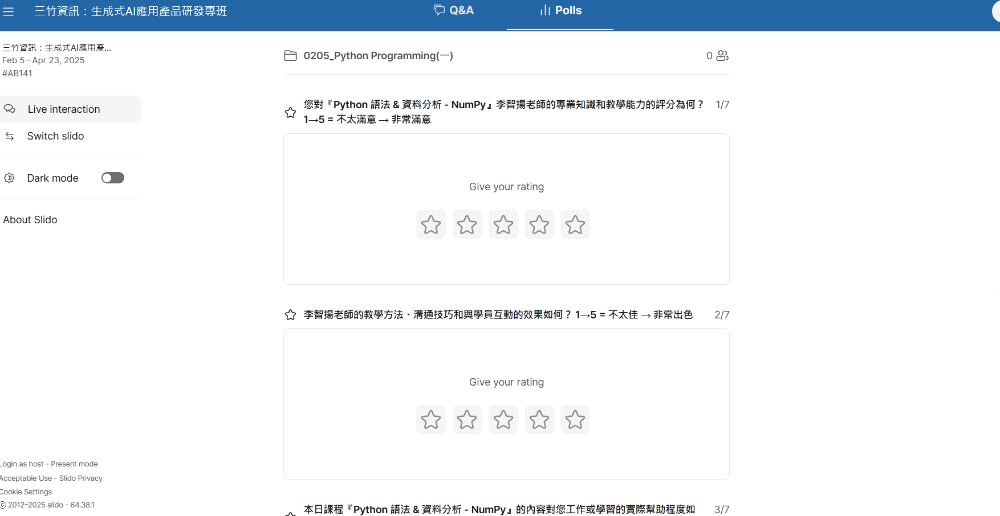 三竹資訊：生成式AI應用產品研發專班
Q&A
Polls
三竹資訊：生成式AI應用產...
Feb 5 – Apr 23, 2025
#AB141
Live interaction
Switch slido
Dark mode
About Slido
Login as host - Present mode
Acceptable Use - Slido Privacy
Cookie Settings
© 2012–2025 slido - 64.38.1
0205_Python Programming(一)
0
您對『Python 語法 & 資料分析 - NumPy』李智揚老師的專業知識和教學能力的評分為何？
1→5 = 不太滿意 → 非常滿意
1/7
Give your rating
李智揚老師的教學方法、溝通技巧和與學員互動的效果如何？ 1→5 = 不太佳 → 非常出色
2/7
Give your rating
本日課程『Python 語法 & 資料分析 - NumPy』的內容對您工作或學習的實際幫助程度如
3/7